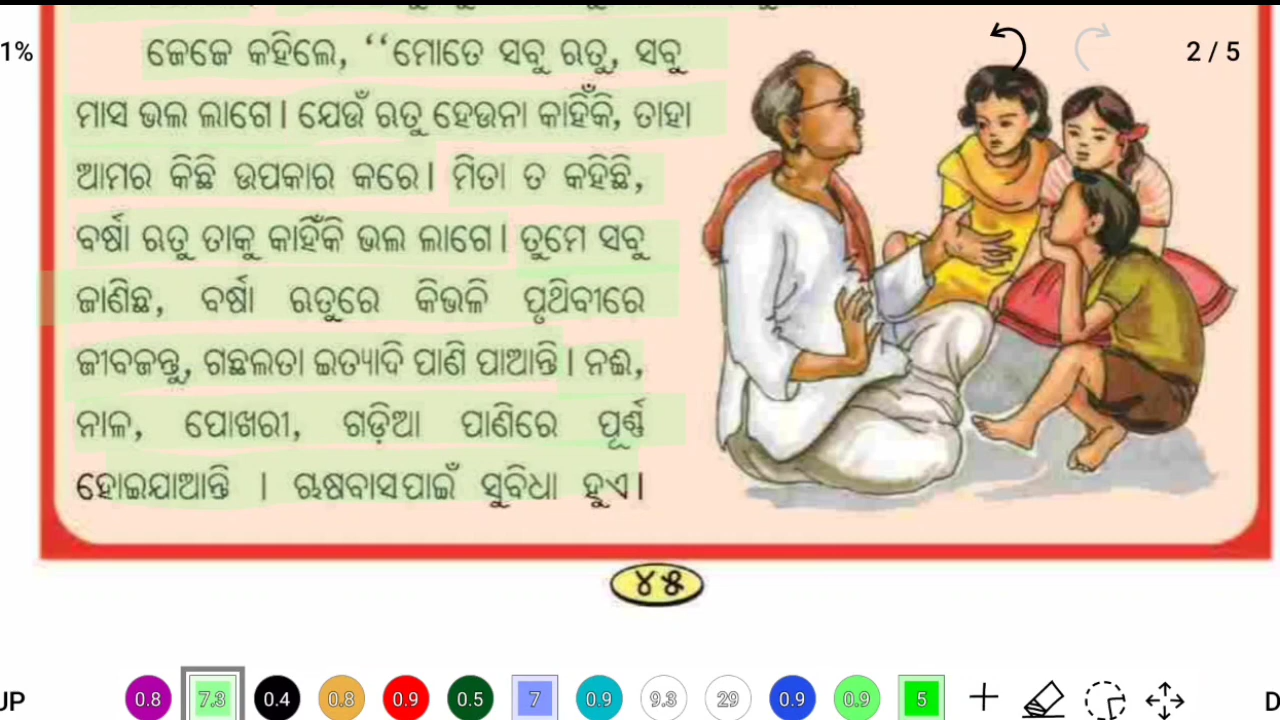 1%
2 / 5
ଜେଜେ କହିଲେ, ‘‘ମୋତେ ସବୁ ଋତୁ, ସବୁ
ମାସ ଭଲ ଲାଗେ। ଯେଉଁ ଋତୁ ହେଉନା କାହିଁକି, ତାହା
ଆମର କିଛି ଉପକାର କରେ। ମିତା ତ କହିଛି,
ବର୍ଷା ଋତୁ ତାକୁ କାହିଁକି ଭଲ ଲାଗେ। ତୁମେ ସବୁ
ଜାଣିଛ, ବର୍ଷା ଋତୁରେ କିଭଳି ପୃଥିବୀରେ
ଜୀବଜନ୍ତୁ, ଗଛଲତା ଇତ୍ୟାଦି ପାଣି ପାଆନ୍ତି। ନଈ,
ନାଳ, ପୋଖରୀ, ଗଡ଼ିଆ ପାଣିରେ ପୂର୍ଣ୍ଣ
ହୋଇଯାଆନ୍ତି । ଋଷବାସପାଇଁ ସୁବିଧା ହୁଏ।
୪୫
UP 0.8 7.3 0.4 0.8 0.9 0.5 7 0.9 9.3 29 0.9 0.9 5 D